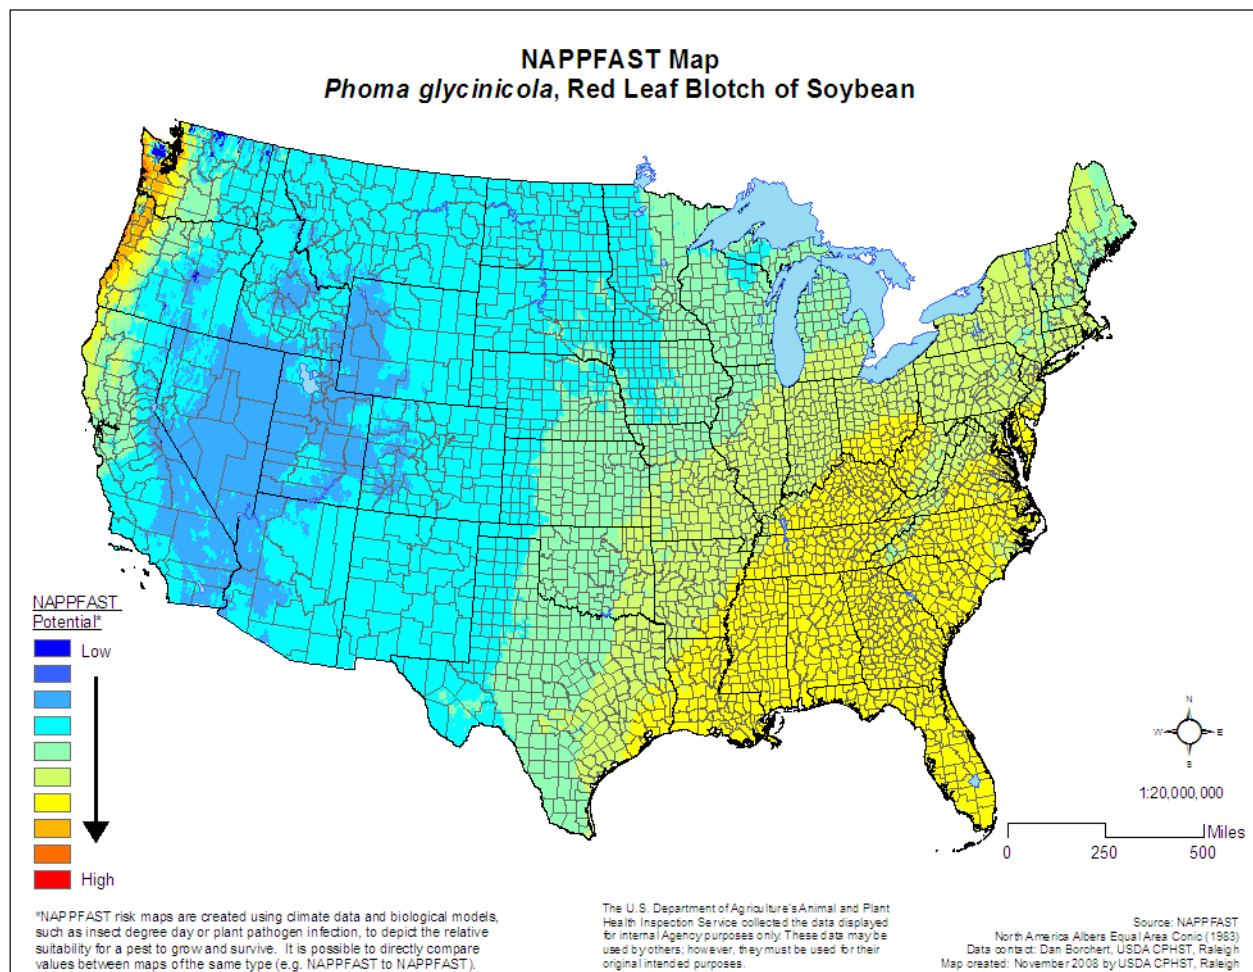 NAPPFAST Map
Phoma glycinicola, Red Leaf Blotch of Soybean
NAPPFAST
Potential*
Low
High
N
W
E
S
1:20,000,000
Miles
0
250
500
*NAPPFAST risk maps are created using climate data and biological models,
such as insect degree day or plant pathogen infection, to depict the relative
suitability for a pest to grow and survive. It is possible to directly compare
values between maps of the same type (e.g. NAPPFAST to NAPPFAST).
The U.S. Department of Agriculture's Animal and Plant
Health Inspection Service collected the data displayed
for internal Agency purposes only. These data may be
used by others; however, they must be used for their
original intended purposes.
Source: NAPPFAST
North America Albers Equal Area Conic (1983)
Data contact: Dan Borchert, USDA CPHST, Raleigh
Map created: November 2008 by USDA CPHST, Raleigh